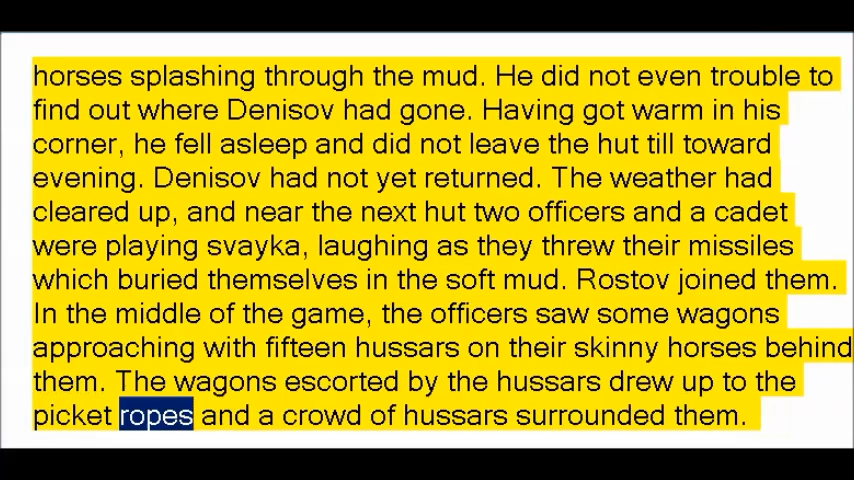 horses splashing through the mud. He did not even trouble to
find out where Denisov had gone. Having got warm in his
corner, he fell asleep and did not leave the hut till toward
evening. Denisov had not yet returned. The weather had
cleared up, and near the next hut two officers and a cadet
were playing svayka, laughing as they threw their missiles
which buried themselves in the soft mud. Rostov joined them.
In the middle of the game, the officers saw some wagons
approaching with fifteen hussars on their skinny horses behind
them. The wagons escorted by the hussars drew up to the
picket ropes and a crowd of hussars surrounded them.